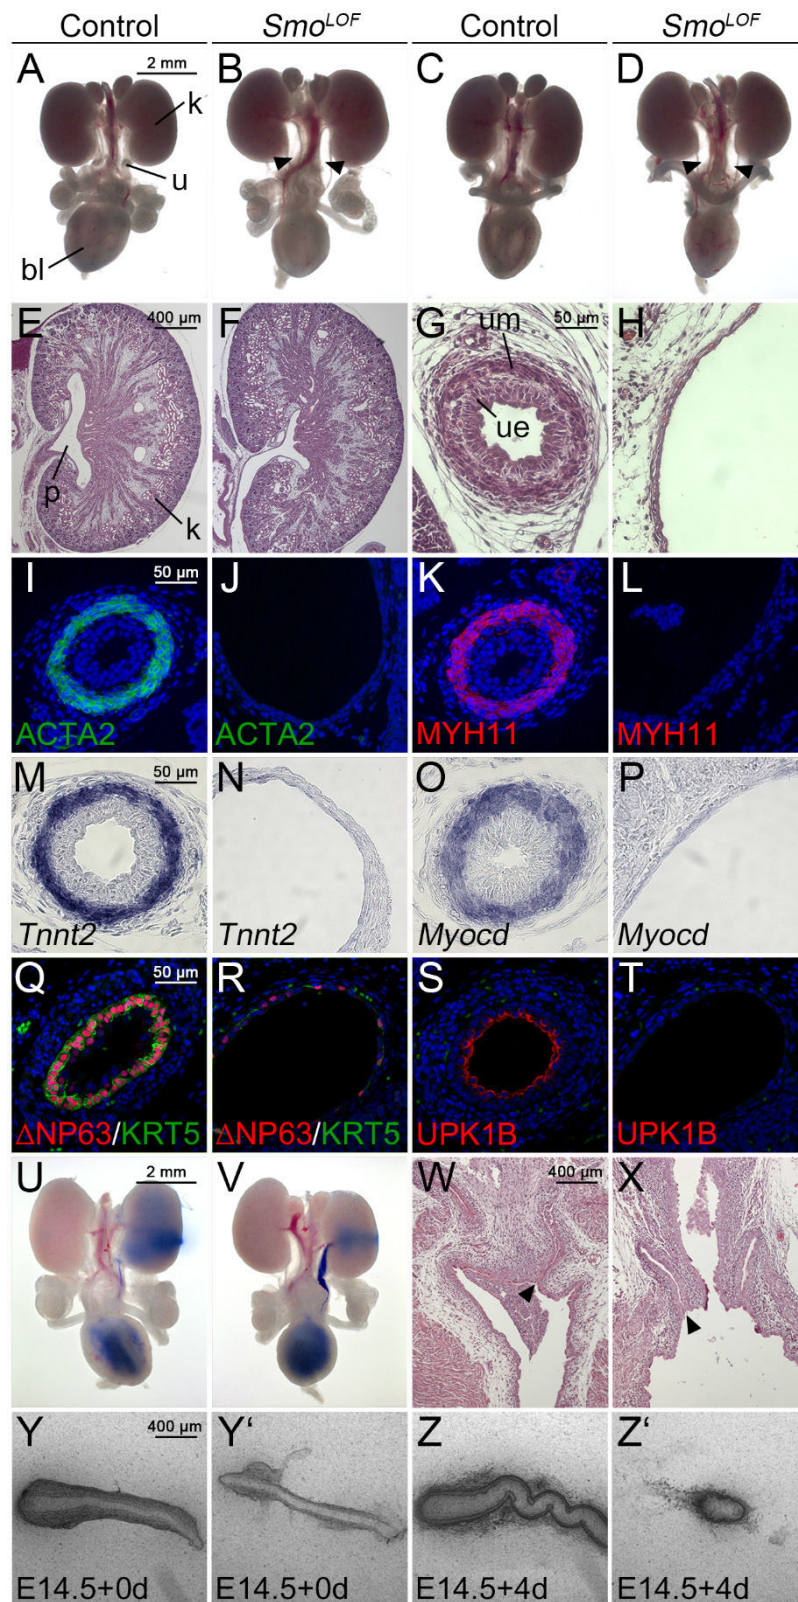 Control Smo^LOF Control Smo^LOF
A 2 mm B C D
k
u
bl
E 400 µm F G um 50 µm H
ue
p
k
I 50 µm J K L
ACTA2 ACTA2 MYH11 MYH11
M 50 µm N O P
Tnnt2 Tnnt2 Myocd Myocd
Q 50 µm R S T
ΔNP63/KRT5 ΔNP63/KRT5 UPK1B UPK1B
U 2 mm V W 400 µm X
Y 400 µm Y' Z Z'
E14.5+0d E14.5+0d E14.5+4d E14.5+4d